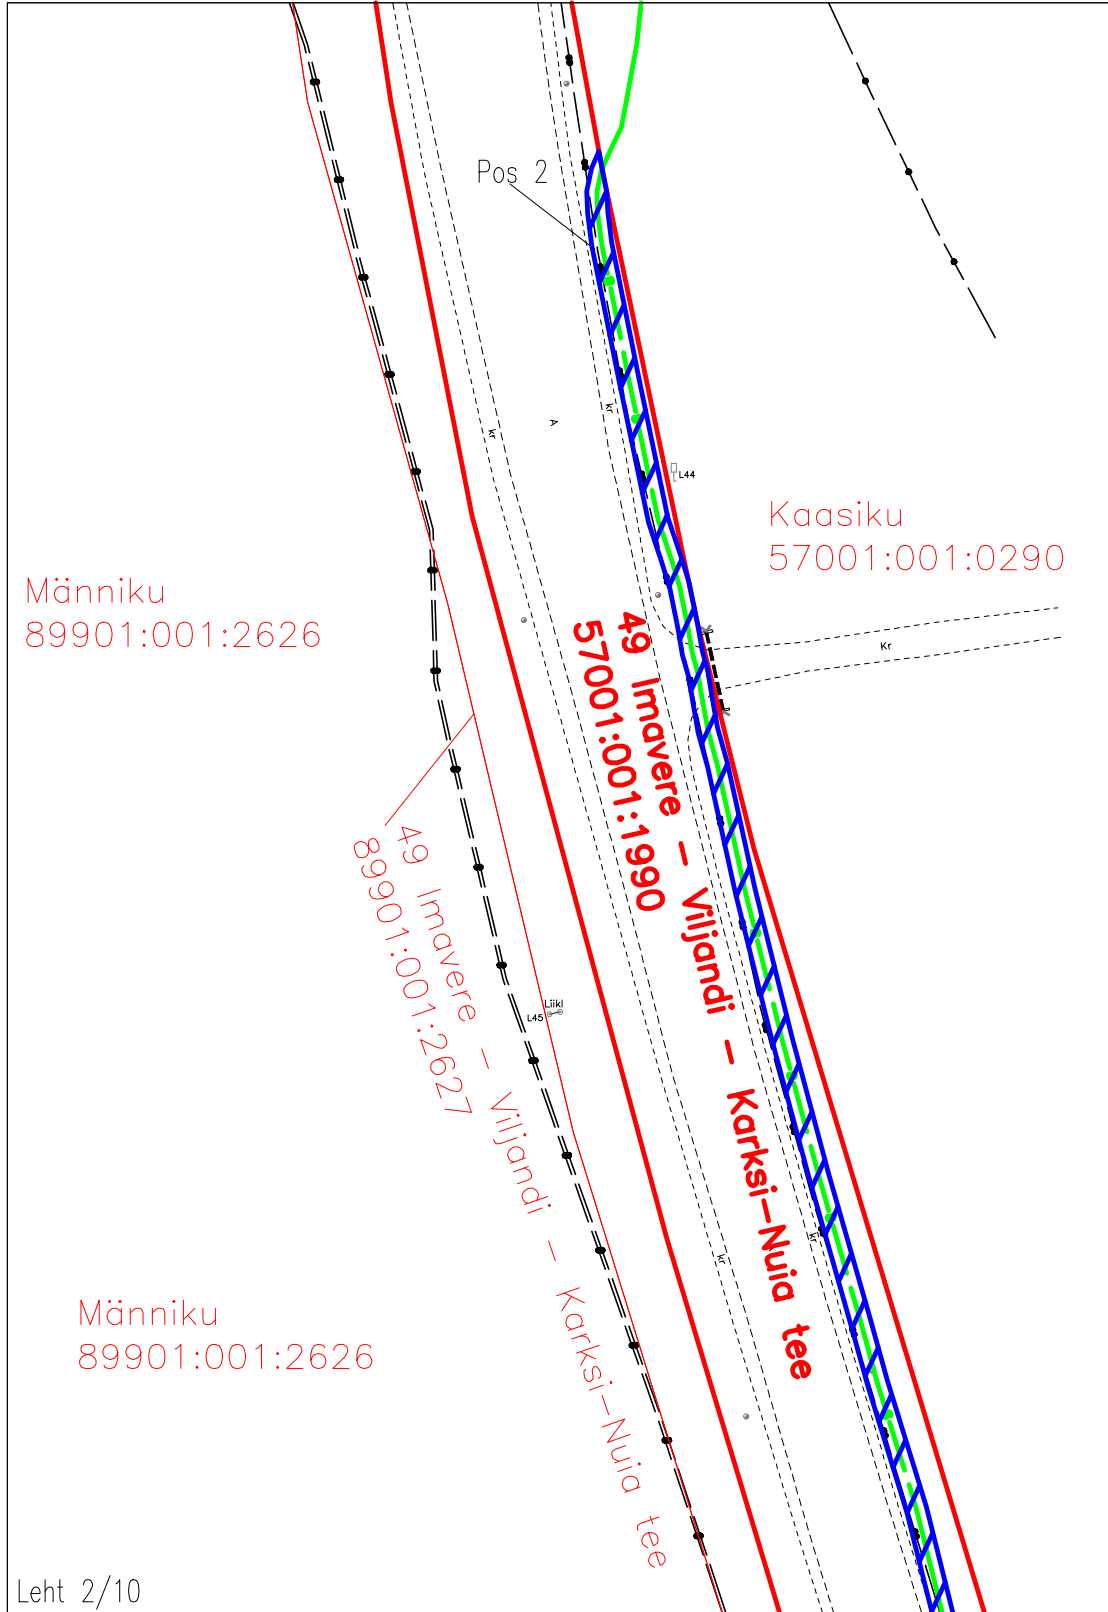 Pos 2
kr
A
kr
L44
Kaasiku
57001:001:0290
Männiku
89901:001:2626
Kr
49 Imavere – Viljandi – Karksi–Nuia tee
57001:001:1990
49 Imavere – Viljandi – Karksi–Nuia tee
89901:001:2627
Liikl
L45
kr
kr
Männiku
89901:001:2626
Leht 2/10